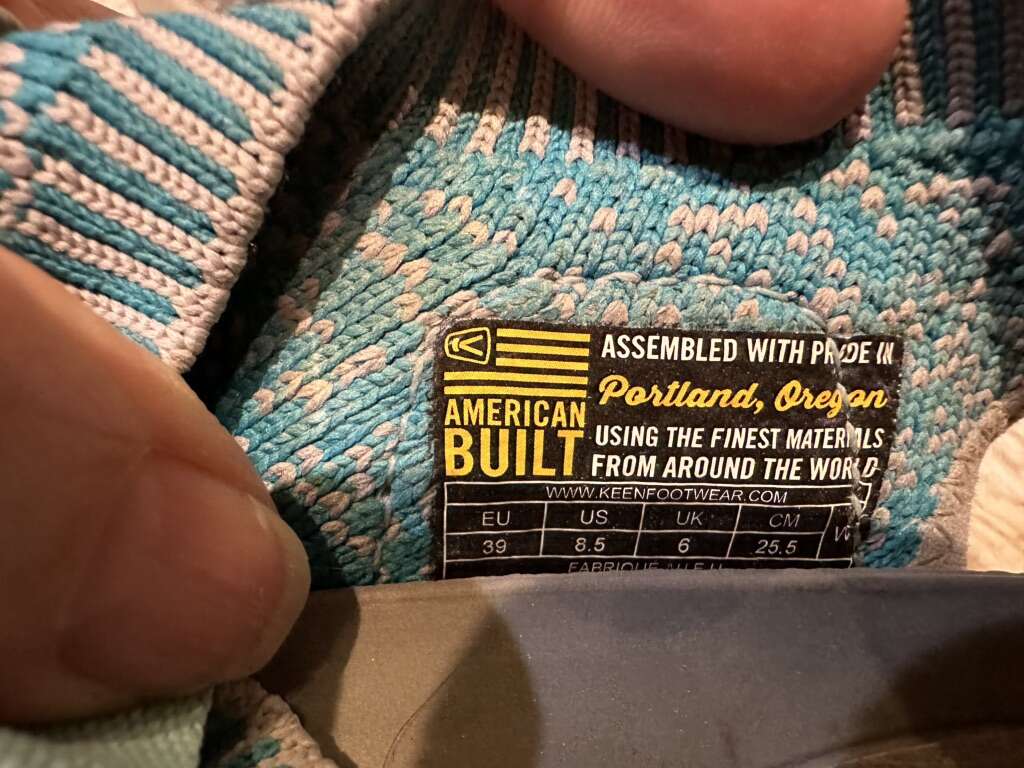 ASSEMBLED WITH PRIDE IN
Portland, Oregon
AMERICAN
BUILT
USING THE FINEST MATERIALS
FROM AROUND THE WORLD
WWW.KEENFOOTWEAR.COM
EU US UK CM W
39 8.5 6 25.5
FABRIQUÉ